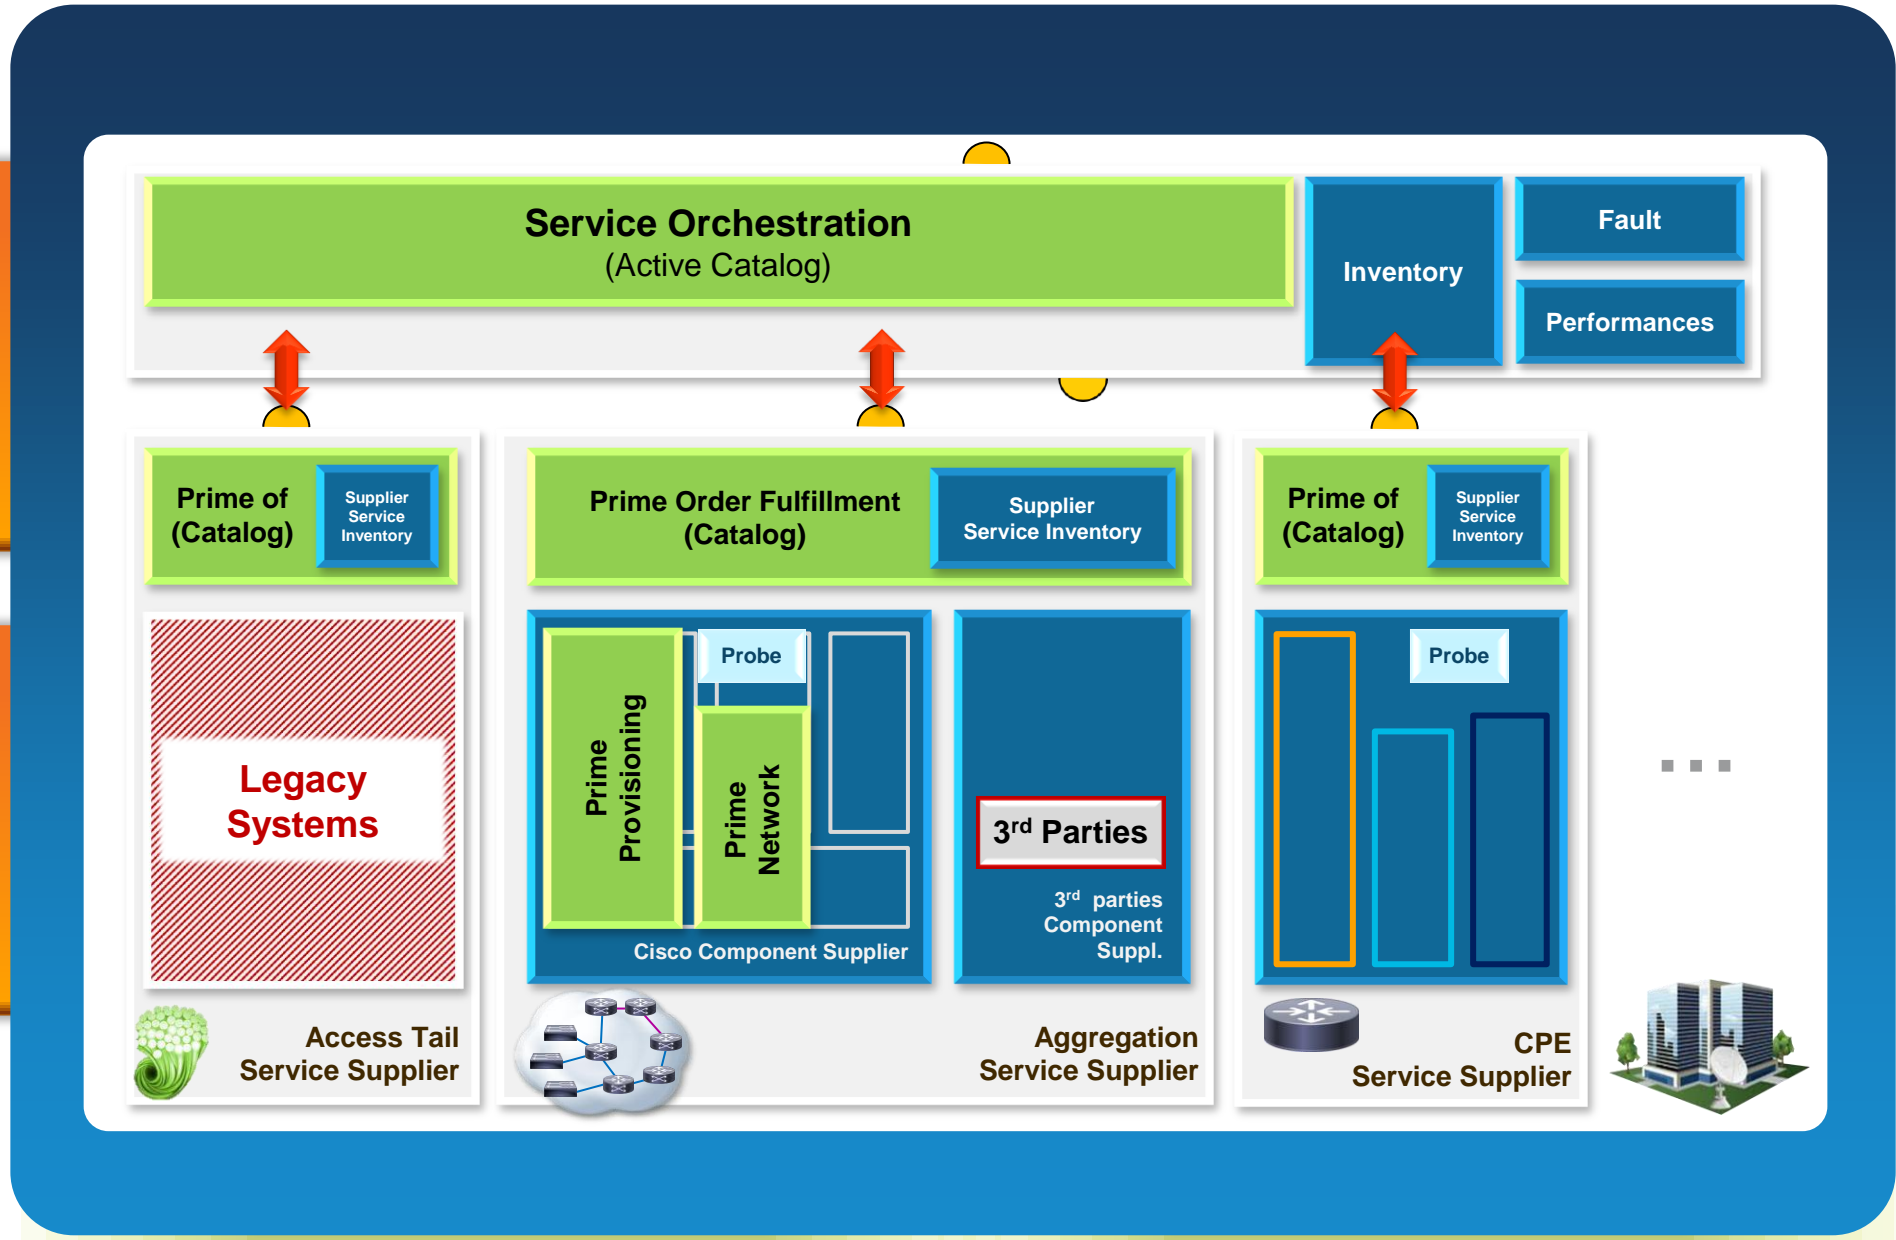 Service Orchestration
(Active Catalog)
Inventory
Fault
Performances
Prime of
(Catalog)
Supplier
Service
Inventory
Prime Order Fulfillment
(Catalog)
Supplier
Service Inventory
Prime of
(Catalog)
Supplier
Service
Inventory
Legacy
Systems
Prime
Provisioning
Probe
Prime
Network
Cisco Component Supplier
3rd Parties
3rd parties
Component
Suppl.
Probe
...
Access Tail
Service Supplier
Aggregation
Service Supplier
CPE
Service Supplier